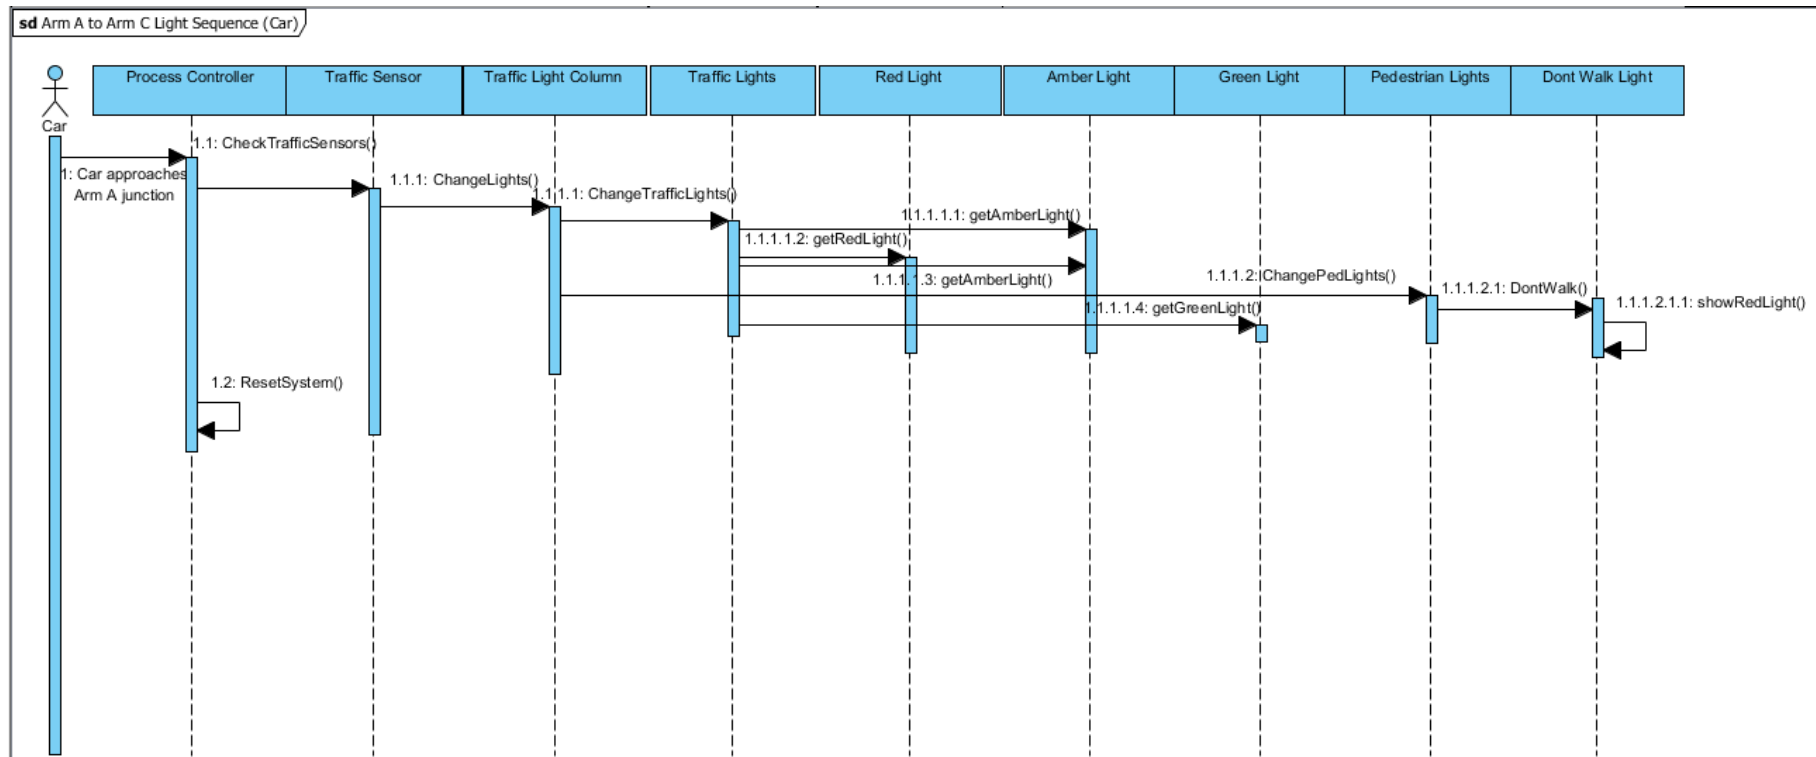 sd Arm A to Arm C Light Sequence (Car)
Process Controller
Traffic Sensor
Traffic Light Column
Traffic Lights
Red Light
Amber Light
Green Light
Pedestrian Lights
Dont Walk Light
Car
1.1: CheckTrafficSensors()
1: Car approaches
Arm A junction
1.1.1: ChangeLights()
1.1.1.1: ChangeTrafficLights()
1.1.1.1.1: getAmberLight()
1.1.1.1.2: getRedLight()
1.1.1.1.3: getAmberLight()
1.1.1.2: ChangePedLights()
1.1.1.2.1: DontWalk()
1.1.1.2.1.1: showRedLight()
1.1.1.1.4: getGreenLight()
1.2: ResetSystem()